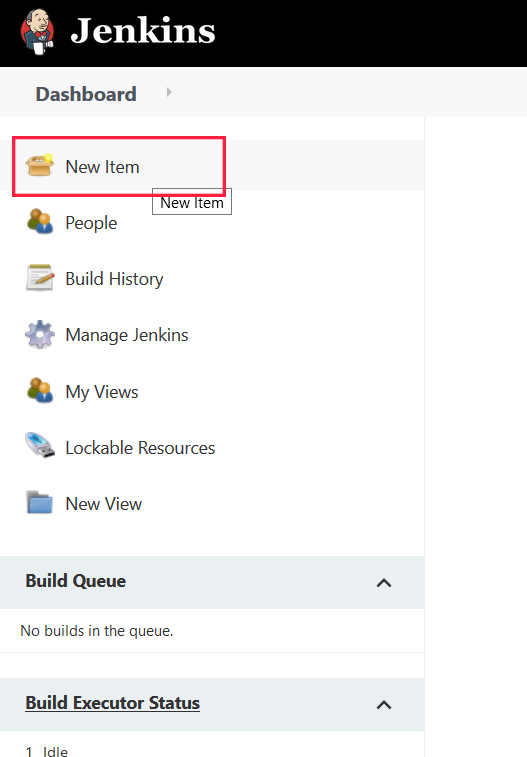 Jenkins
Dashboard
New Item
New Item
People
Build History
Manage Jenkins
My Views
Lockable Resources
New View
Build Queue
No builds in the queue.
Build Executor Status
1 Idle